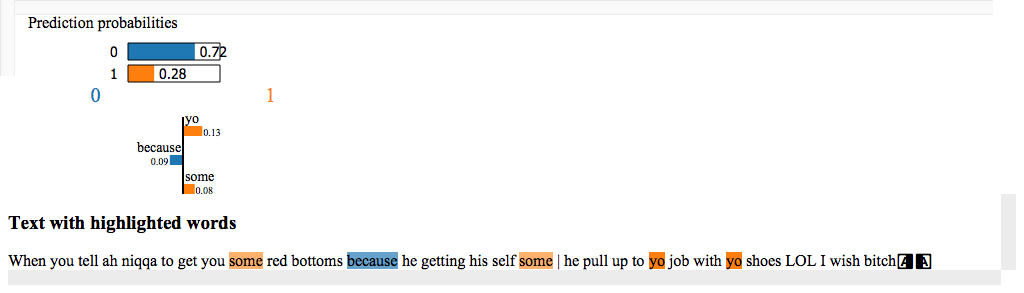 Prediction probabilities
0 0.72
1 0.28
0 1
yo
0.13
because
0.09
some
0.08
Text with highlighted words
When you tell ah niqqa to get you some red bottoms because he getting his self some | he pull up to yo job with yo shoes LOL I wish bitch